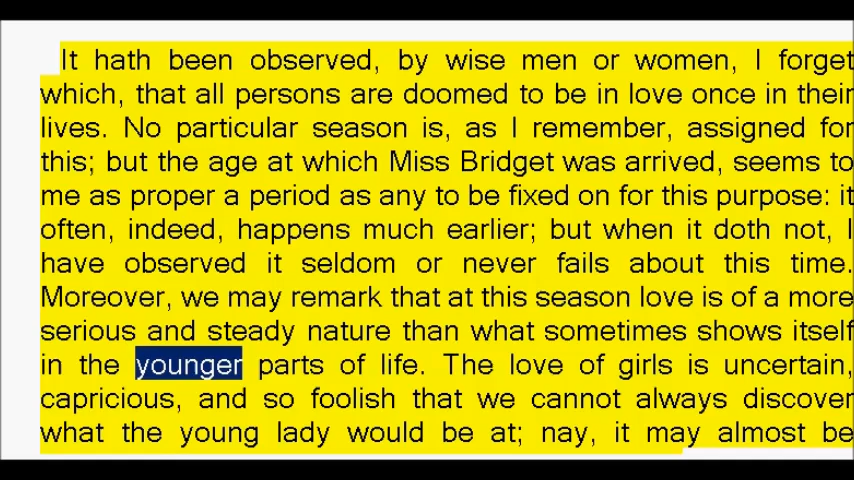 It hath been observed, by wise men or women, I forget
which, that all persons are doomed to be in love once in their
lives. No particular season is, as I remember, assigned for
this; but the age at which Miss Bridget was arrived, seems to
me as proper a period as any to be fixed on for this purpose: it
often, indeed, happens much earlier; but when it doth not, I
have observed it seldom or never fails about this time.
Moreover, we may remark that at this season love is of a more
serious and steady nature than what sometimes shows itself
in the younger parts of life. The love of girls is uncertain,
capricious, and so foolish that we cannot always discover
what the young lady would be at; nay, it may almost be